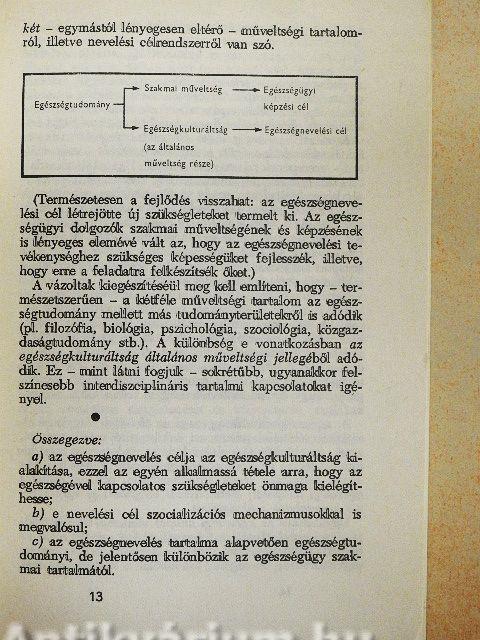 két – egymástól lényegesen eltérő – műveltségi tartalom-
ról, illetve nevelési célrendszerről van szó.
Egészségtudomány
Szakmai műveltség
Egészségügyi
képzési cél
Egészségkulturáltság
(az általános
műveltség része)
Egészségnevelési cél
(Természetesen a fejlődés visszahat: az egészségneve-
lési cél létrejötte új szükségleteket termelt ki. Az egész-
ségügyi dolgozók szakmai műveltségének és képzésének
is lényeges elemévé vált az, hogy az egészségnevelési te-
vékenységhez szükséges képességüket fejlesszék, illetve,
hogy erre a feladatra felkészítsék őket.)
A vázoltak kiegészítéséül meg kell említeni, hogy – ter-
mészetszerűen – a kétféle műveltségi tartalom az egész-
ségtudomány mellett más tudományterületekről is adódik
(pl. filozófia, biológia, pszichológia, szociológia, közgaz-
daságtudomány stb.). A különbség e vonatkozásban az
egészségkulturáltság általános műveltségi jellegéből adó-
dik. Ez – mint látni fogjuk – sokrétűbb, ugyanakkor fel-
színesebb interdiszciplináris tartalmi kapcsolatokat igé-
nyel.
●
Összegezve:
a) az egészségnevelés célja az egészségkulturáltság ki-
alakítása, ezzel az egyén alkalmassá tétele arra, hogy az
egészségével kapcsolatos szükségleteket önmaga kielégít-
hesse;
b) e nevelési cél szocializációs mechanizmusokkal is
megvalósul;
c) az egészségnevelés tartalma alapvetően egészségtu-
dományi, de jelentősen különbözik az egészségügy szak-
mai tartalmától.
13
Antikvárium.hu